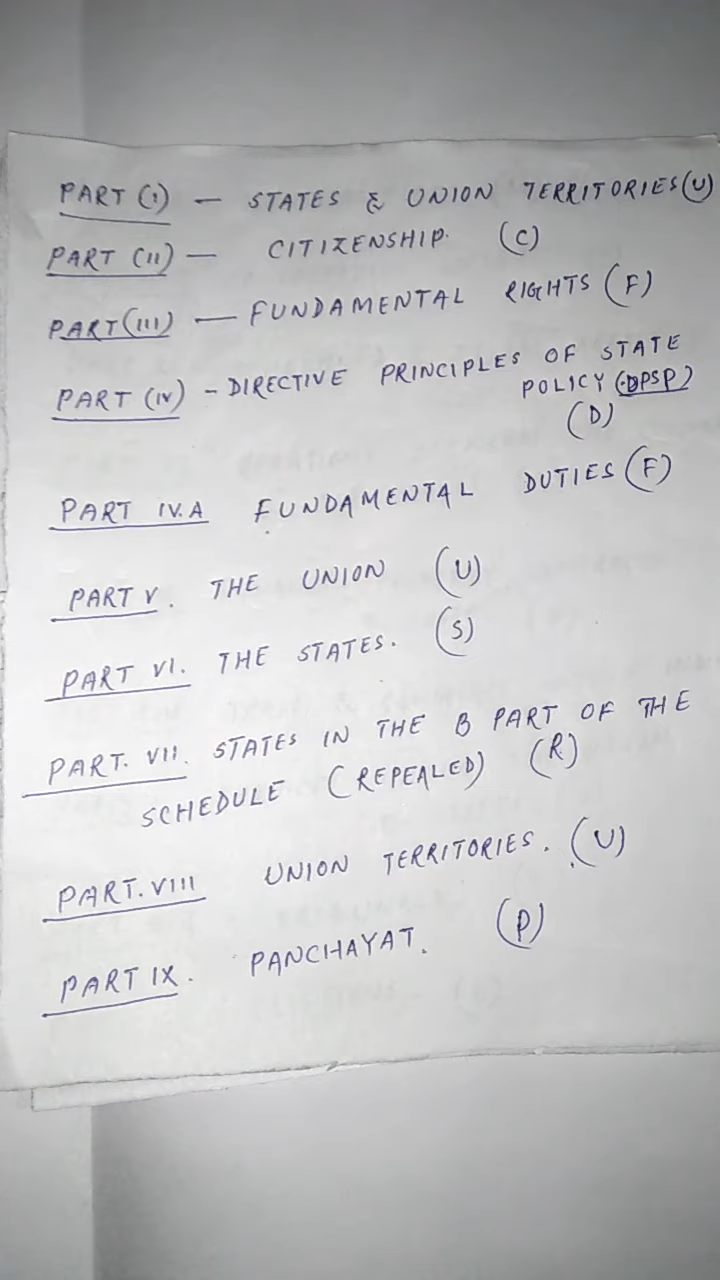 PART (I) — STATES & UNION TERRITORIES (U)
PART (II) — CITIZENSHIP. (C)
PART (III) — FUNDAMENTAL RIGHTS (F)
PART (IV) - DIRECTIVE PRINCIPLES OF STATE
POLICY (DPSP)
(D)
PART IV.A FUNDAMENTAL DUTIES (F)
PART V. THE UNION (U)
PART VI. THE STATES. (S)
PART. VII. STATES IN THE B PART OF THE
SCHEDULE (REPEALED) (R)
PART. VIII UNION TERRITORIES. (U)
PART IX. PANCHAYAT. (P)